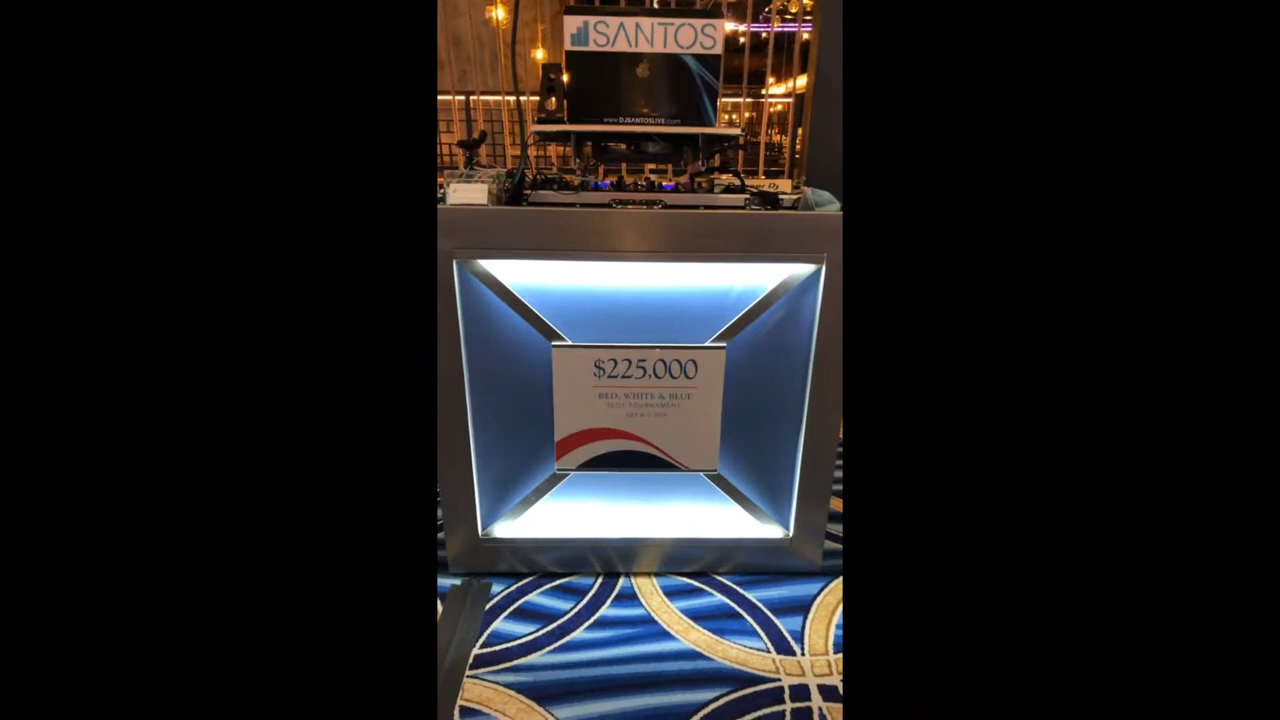 SANTOS
www.DJSANTOSLIVE.com
$225,000
RED, WHITE & BLUE
SLOT TOURNAMENT